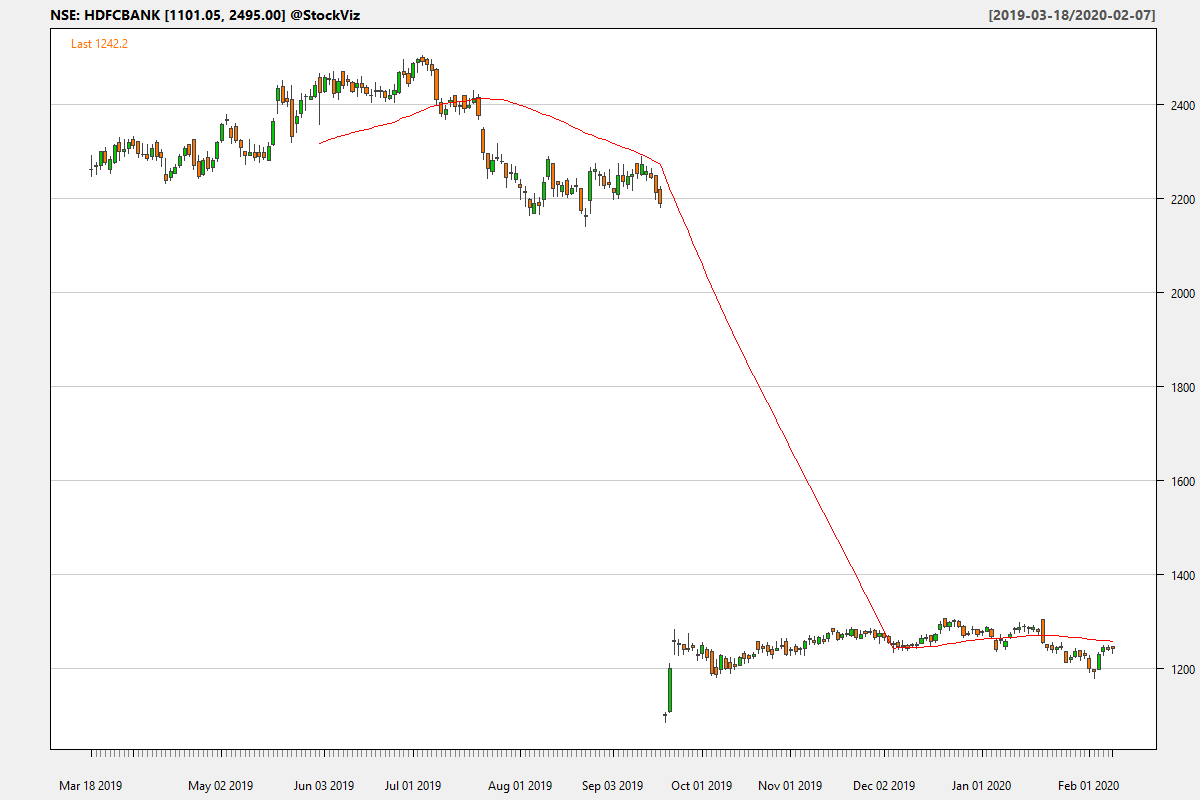 NSE: HDFCBANK [1101.05, 2495.00] @StockViz
[2019-03-18/2020-02-07]
Last 1242.2
2400
2200
2000
1800
1600
1400
1200
Mar 18 2019 May 02 2019 Jun 03 2019 Jul 01 2019 Aug 01 2019 Sep 03 2019 Oct 01 2019 Nov 01 2019 Dec 02 2019 Jan 01 2020 Feb 01 2020